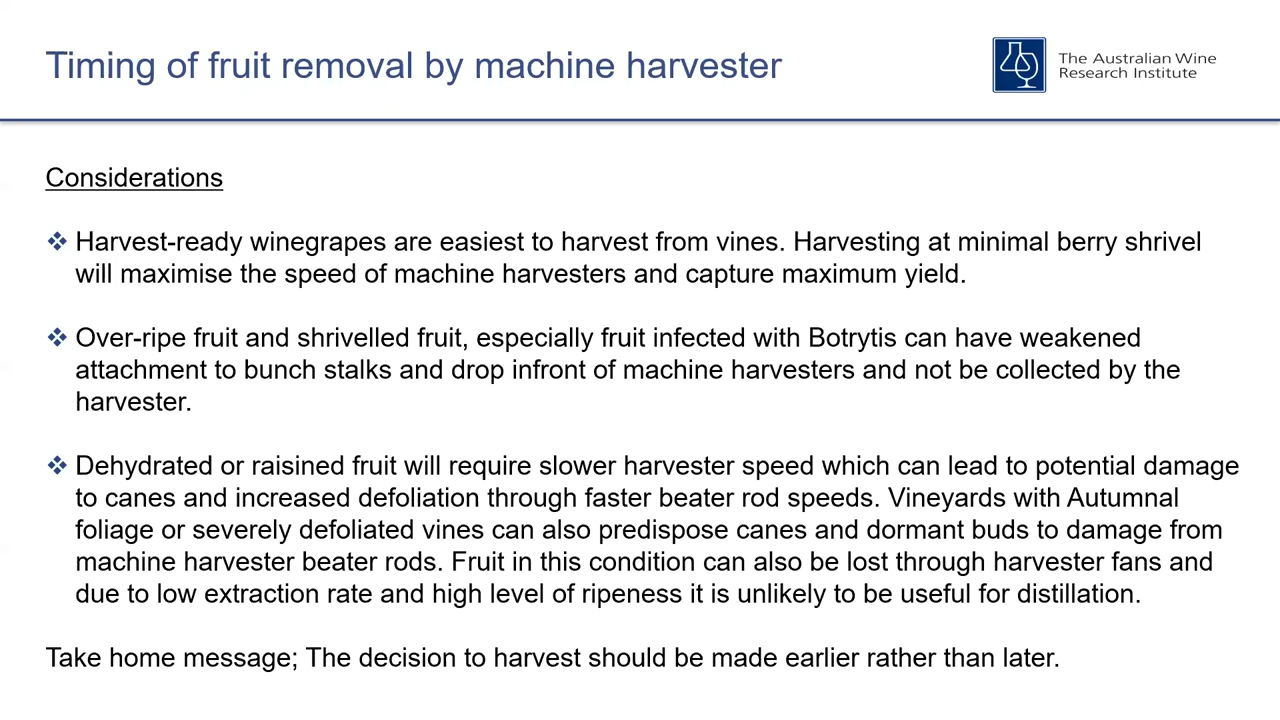 Timing of fruit removal by machine harvester
The Australian Wine
Research Institute
Considerations
❖ Harvest-ready winegrapes are easiest to harvest from vines. Harvesting at minimal berry shrivel
will maximise the speed of machine harvesters and capture maximum yield.
❖ Over-ripe fruit and shrivelled fruit, especially fruit infected with Botrytis can have weakened
attachment to bunch stalks and drop infront of machine harvesters and not be collected by the
harvester.
❖ Dehydrated or raisined fruit will require slower harvester speed which can lead to potential damage
to canes and increased defoliation through faster beater rod speeds. Vineyards with Autumnal
foliage or severely defoliated vines can also predispose canes and dormant buds to damage from
machine harvester beater rods. Fruit in this condition can also be lost through harvester fans and
due to low extraction rate and high level of ripeness it is unlikely to be useful for distillation.
Take home message; The decision to harvest should be made earlier rather than later.